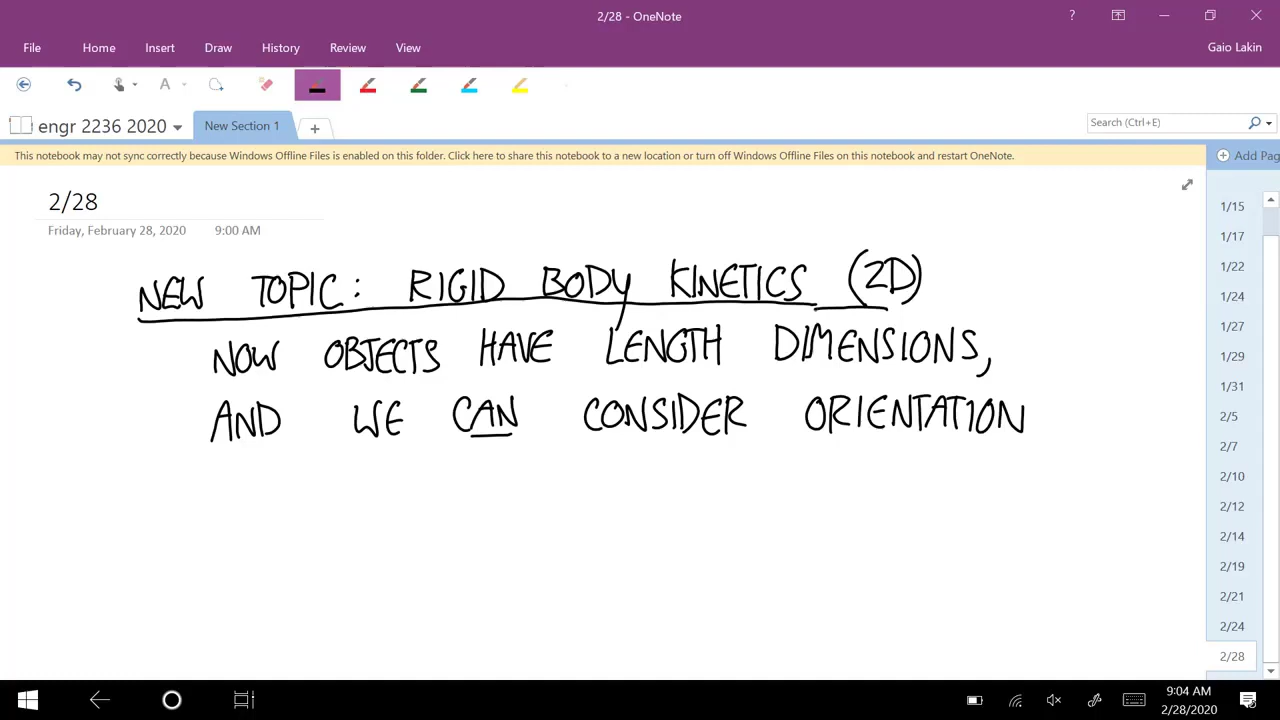 2/28 - OneNote
?
File Home Insert Draw History Review View
Gaio Lakin
A
engr 2236 2020
New Section 1
+
Search (Ctrl+E)
This notebook may not sync correctly because Windows Offline Files is enabled on this folder. Click here to share this notebook to a new location or turn off Windows Offline Files on this notebook and restart OneNote.
Add Pag
2/28
Friday, February 28, 2020 9:00 AM
NEW TOPIC: RIGID BODY KINETICS (2D)
NOW OBJECTS HAVE LENGTH DIMENSIONS,
AND WE CAN CONSIDER ORIENTATION
1/15
1/17
1/22
1/24
1/27
1/29
1/31
2/5
2/7
2/10
2/12
2/14
2/19
2/21
2/24
2/28
9:04 AM
2/28/2020